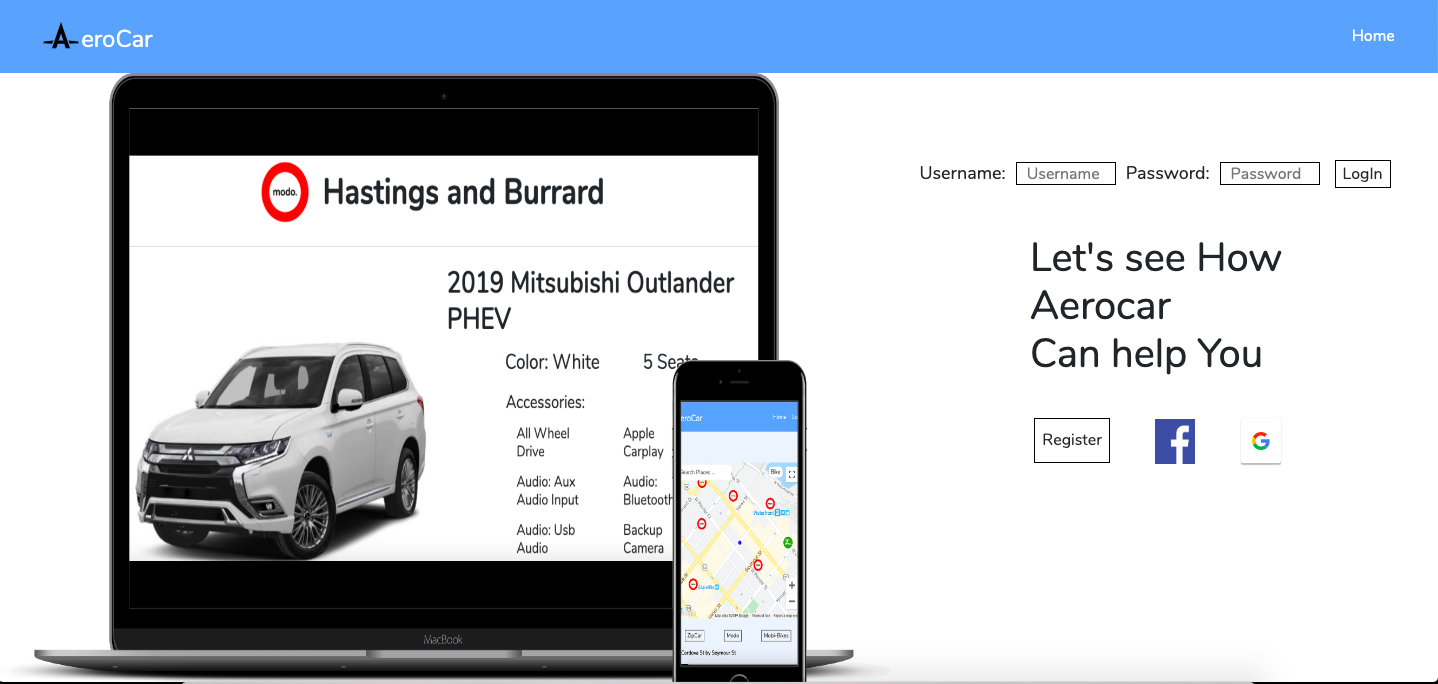 AeroCar
Home
modo.
Hastings and Burrard
2019 Mitsubishi Outlander
PHEV
Color: White 5 Seats
Accessories:
All Wheel Apple
Drive Carplay
Audio: Aux Audio:
Audio Input Bluetooth
Audio: Usb Backup
Audio Camera
MacBook
eroCar Home Lo
Search Places ...
Bike
Waterfront
Granville
ZipCar Modo Mobi-Bikes
Cordova St by Seymour St
Username: Username Password: Password LogIn
Let's see How
Aerocar
Can help You
Register
f G